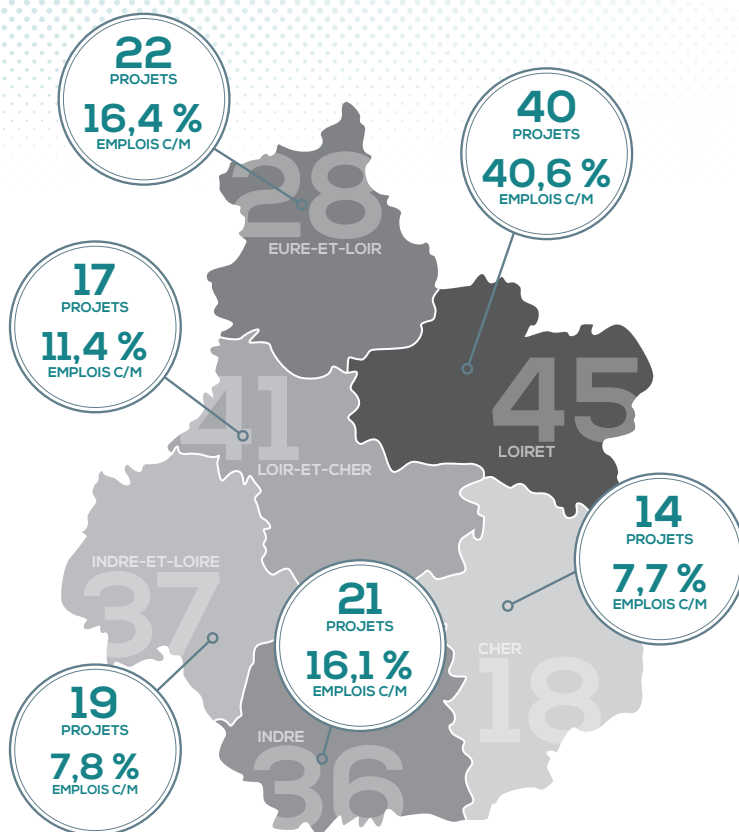 22
PROJETS
16,4 %
EMPLOIS C/M
40
PROJETS
40,6 %
EMPLOIS C/M
28
EURE-ET-LOIR
17
PROJETS
11,4 %
EMPLOIS C/M
45
LOIRET
41
LOIR-ET-CHER
14
PROJETS
7,7 %
EMPLOIS C/M
INDRE-ET-LOIRE
37
21
PROJETS
16,1 %
EMPLOIS C/M
CHER
18
19
PROJETS
7,8 %
EMPLOIS C/M
INDRE
36